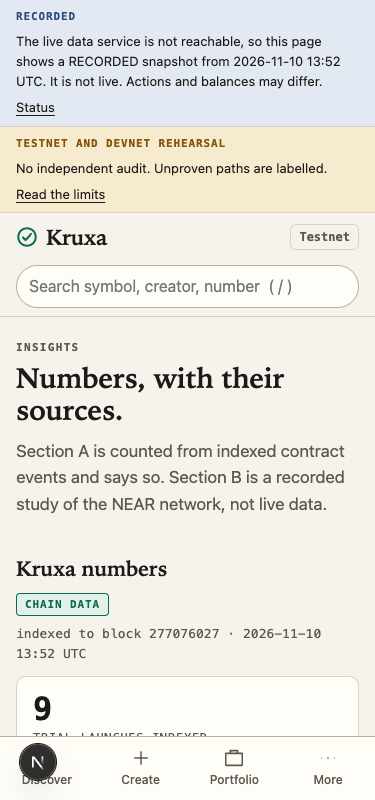 RECORDED
The live data service is not reachable, so this page
shows a RECORDED snapshot from 2026-11-10 13:52
UTC. It is not live. Actions and balances may differ.
Status
TESTNET AND DEVNET REHEARSAL
No independent audit. Unproven paths are labelled.
Read the limits
Kruxa
Testnet
Search symbol, creator, number ( / )
INSIGHTS
Numbers, with their
sources.
Section A is counted from indexed contract
events and says so. Section B is a recorded
study of the NEAR network, not live data.
Kruxa numbers
CHAIN DATA
indexed to block 277076027 · 2026-11-10
13:52 UTC
9
TRIAL LAUNCHES INDEXED
N
Discover
Create
Portfolio
More